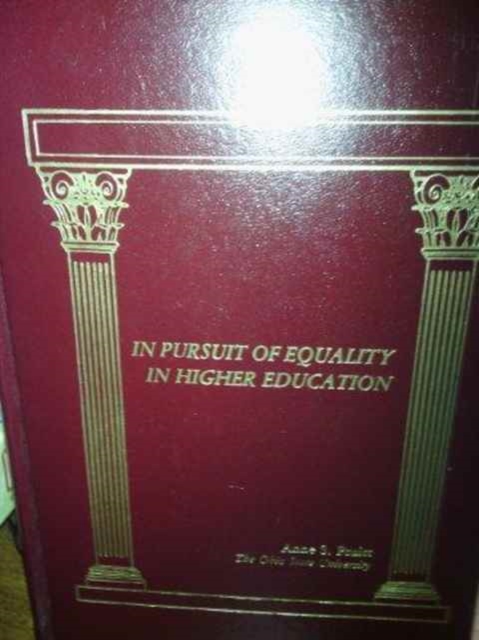 IN PURSUIT OF EQUALITY
IN HIGHER EDUCATION
Anne S. Pruitt
The Ohio State University